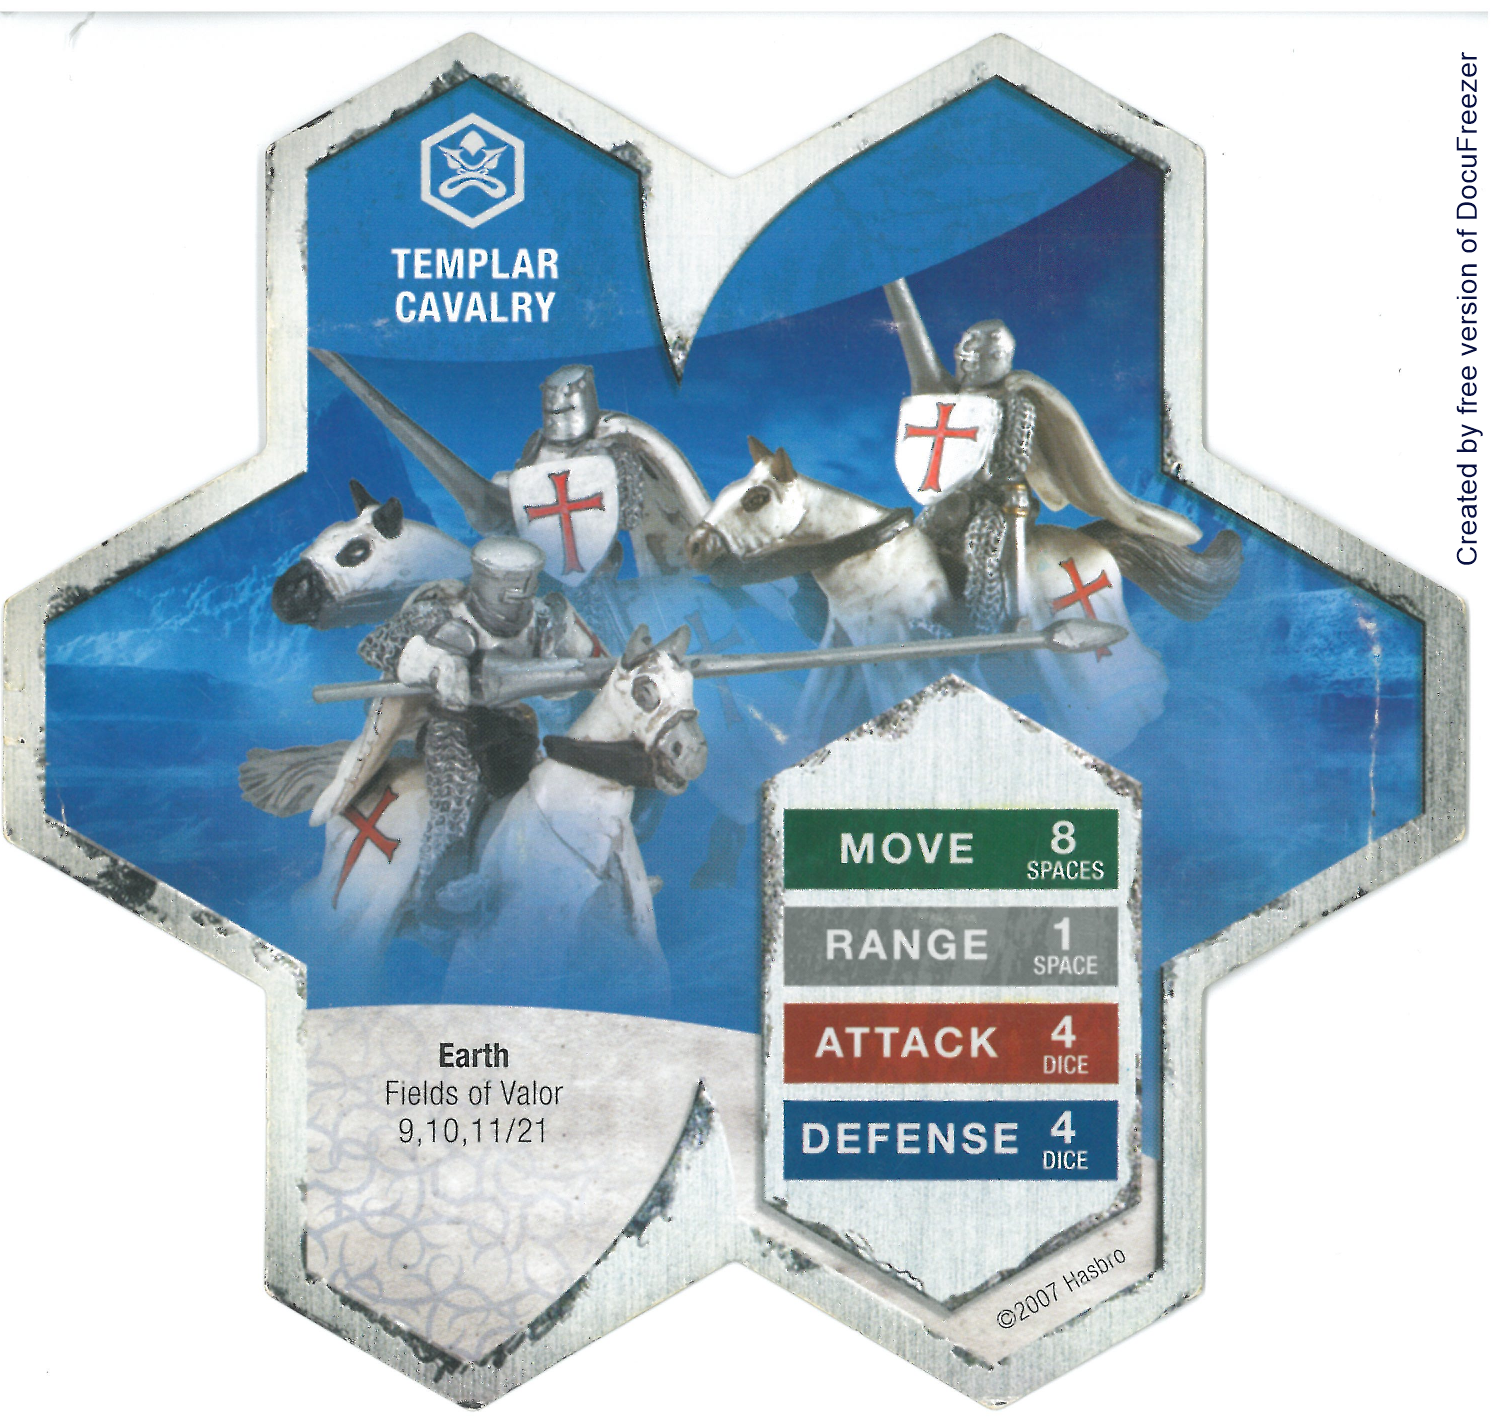 TEMPLAR
CAVALRY
MOVE 8
SPACES
RANGE 1
SPACE
ATTACK 4
DICE
DEFENSE 4
DICE
Earth
Fields of Valor
9,10,11/21
©2007 Hasbro
Created by free version of DocuFreezer